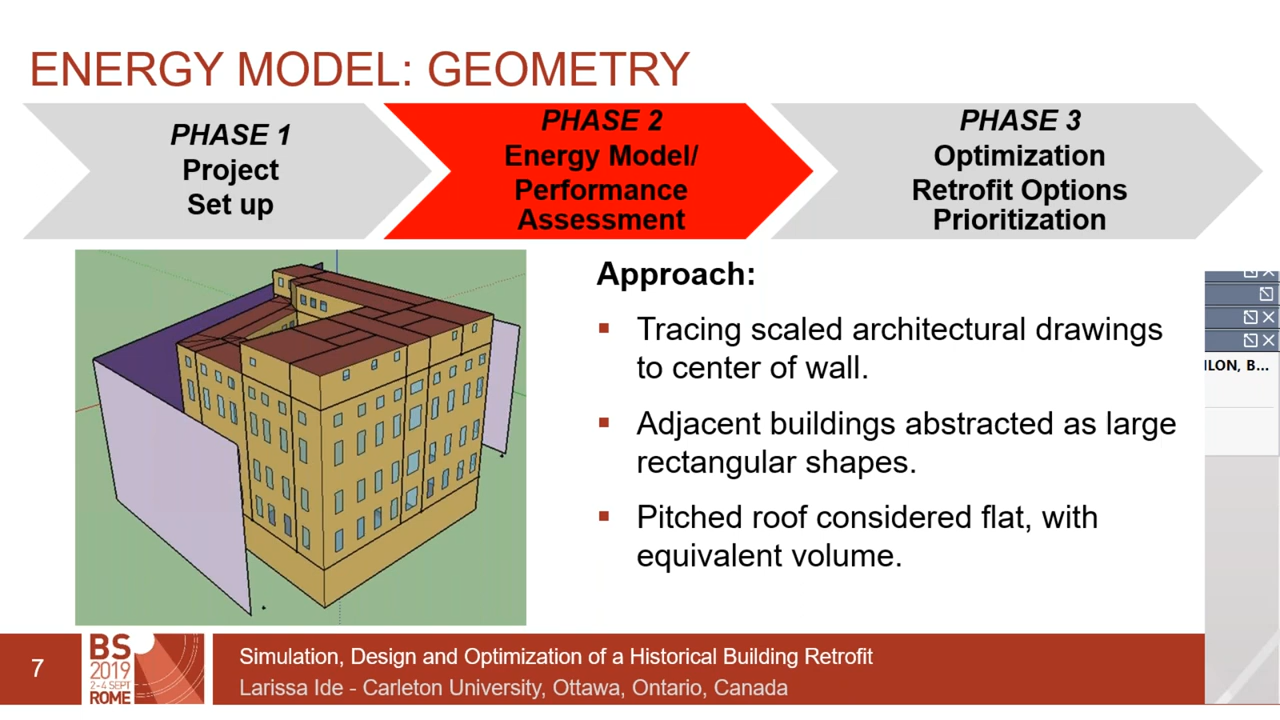 ENERGY MODEL: GEOMETRY
PHASE 1
Project
Set up
PHASE 2
Energy Model/
Performance
Assessment
PHASE 3
Optimization
Retrofit Options
Prioritization
Approach:
Tracing scaled architectural drawings
to center of wall.
Adjacent buildings abstracted as large
rectangular shapes.
Pitched roof considered flat, with
equivalent volume.
ILON, B...
7
BS
2019
2-4 SEPT
ROME
Simulation, Design and Optimization of a Historical Building Retrofit
Larissa Ide - Carleton University, Ottawa, Ontario, Canada